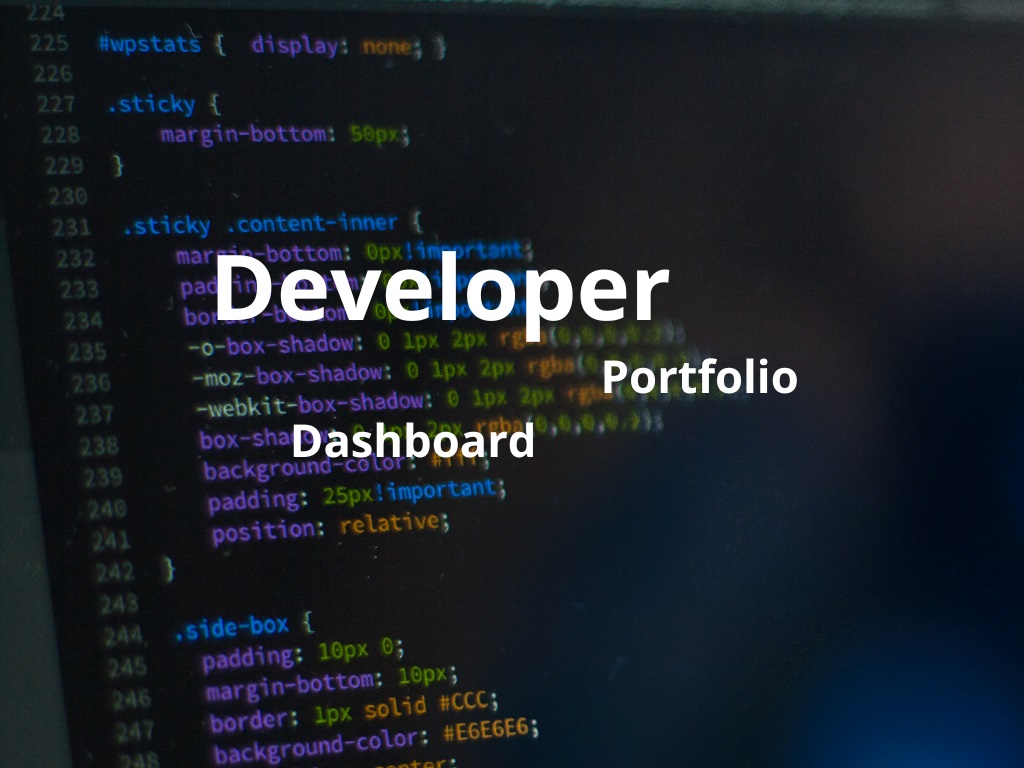 224
225 #wpstats { display: none; }
226
227 .sticky {
228 margin-bottom: 50px;
229 }
230
231 .sticky .content-inner {
232 margin-bottom: 0px!important;
233
Developer
234
235 -o-box-shadow: 0 1px 2px
236 -moz-box-shadow: 0 1px 2px
Portfolio
237 -webkit-box-shadow: 0 1px 2px
238
Dashboard
239 background-color:
240 padding: 25px!important;
241 position: relative;
242 }
243
244 .side-box {
245 padding: 10px 0;
246 margin-bottom: 10px;
247 border: 1px solid #CCC;
248 background-color: #E6E6E6;